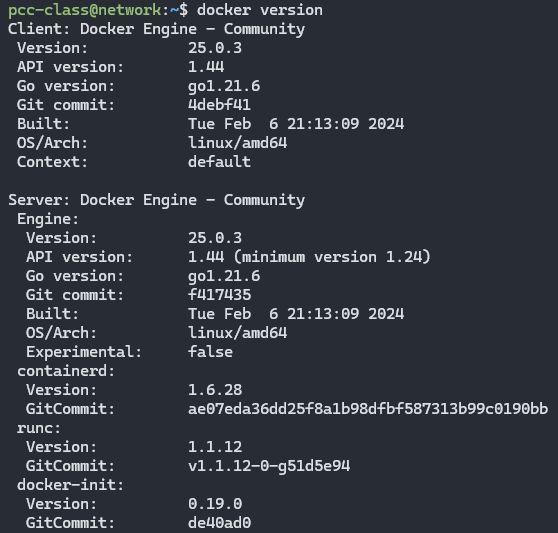 pcc-class@network:~$ docker version
Client: Docker Engine - Community
 Version:           25.0.3
 API version:       1.44
 Go version:        go1.21.6
 Git commit:        4debf41
 Built:             Tue Feb  6 21:13:09 2024
 OS/Arch:           linux/amd64
 Context:           default

Server: Docker Engine - Community
 Engine:
  Version:          25.0.3
  API version:      1.44 (minimum version 1.24)
  Go version:       go1.21.6
  Git commit:       f417435
  Built:            Tue Feb  6 21:13:09 2024
  OS/Arch:          linux/amd64
  Experimental:     false
 containerd:
  Version:          1.6.28
  GitCommit:        ae07eda36dd25f8a1b98dfbf587313b99c0190bb
 runc:
  Version:          1.1.12
  GitCommit:        v1.1.12-0-g51d5e94
 docker-init:
  Version:          0.19.0
  GitCommit:        de40ad0